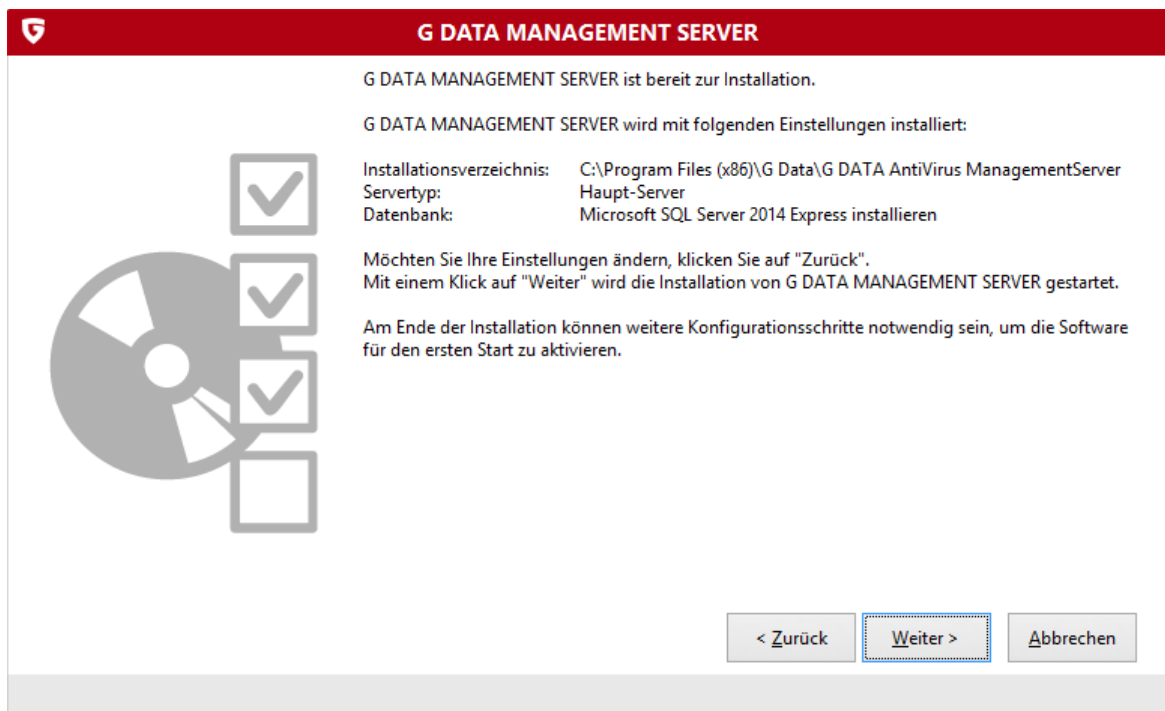 G DATA MANAGEMENT SERVER
G DATA MANAGEMENT SERVER ist bereit zur Installation.
G DATA MANAGEMENT SERVER wird mit folgenden Einstellungen installiert:
Installationsverzeichnis: C:\Program Files (x86)\G Data\G DATA AntiVirus ManagementServer
Servertyp: Haupt-Server
Datenbank: Microsoft SQL Server 2014 Express installieren
Möchten Sie Ihre Einstellungen ändern, klicken Sie auf "Zurück".
Mit einem Klick auf "Weiter" wird die Installation von G DATA MANAGEMENT SERVER gestartet.
Am Ende der Installation können weitere Konfigurationsschritte notwendig sein, um die Software
für den ersten Start zu aktivieren.
< Zurück Weiter > Abbrechen